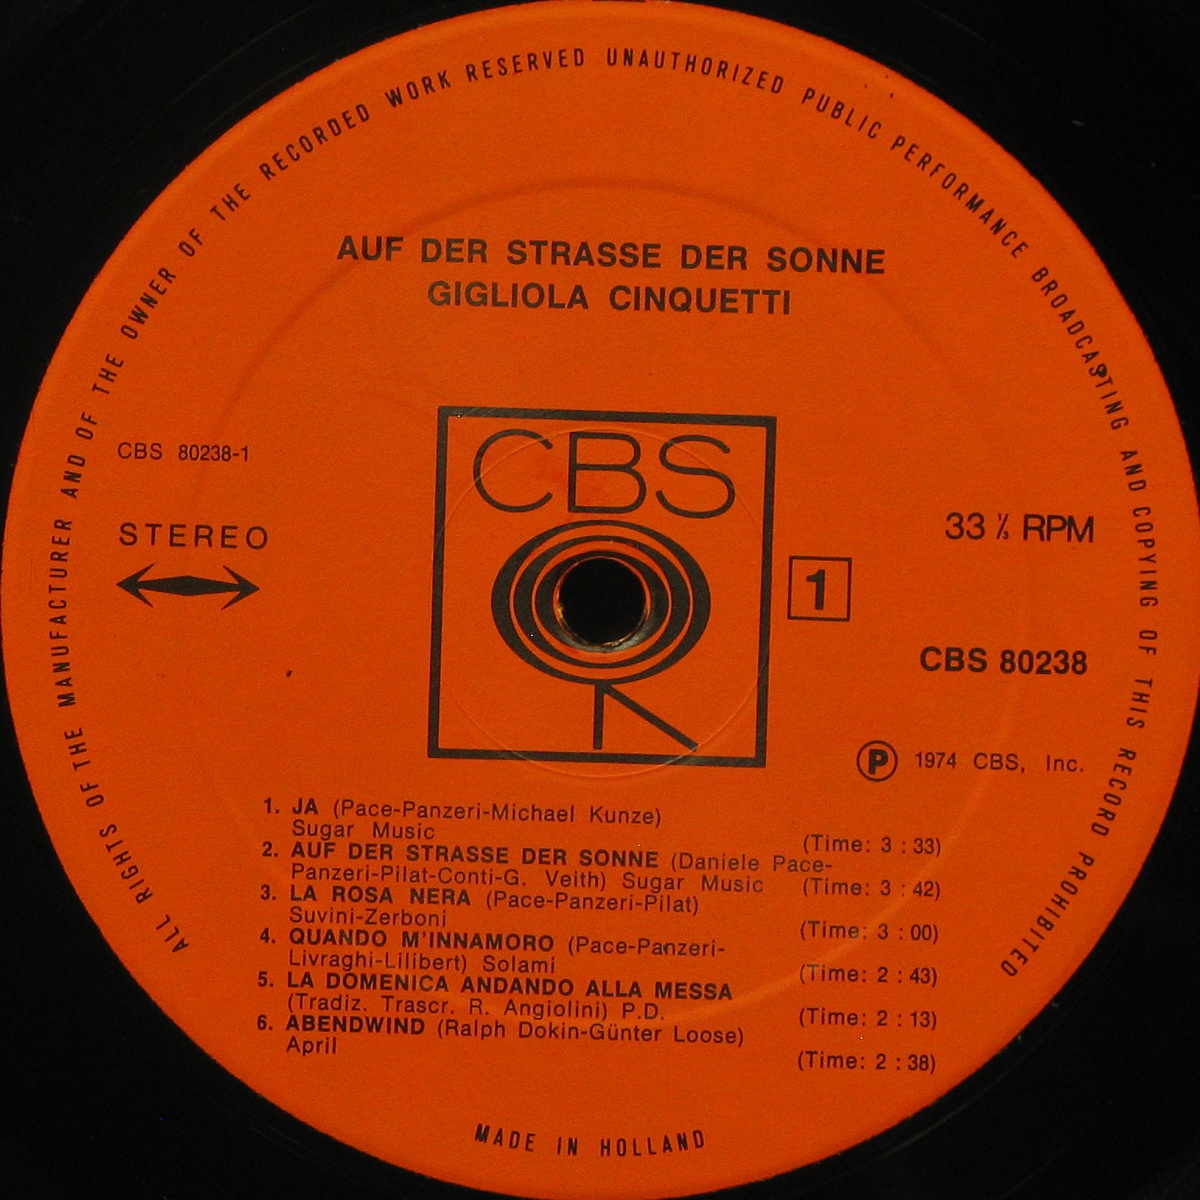 ALL RIGHTS OF THE MANUFACTURER AND OF THE OWNER OF THE RECORDED WORK RESERVED UNAUTHORIZED PUBLIC PERFORMANCE BROADCASTING AND COPYING OF THIS RECORD PROHIBITED
AUF DER STRASSE DER SONNE
GIGLIOLA CINQUETTI
CBS
CBS 80238-1
STEREO
33 ⅓ RPM
1
CBS 80238
Ⓟ 1974 CBS, Inc.
1. JA (Pace-Panzeri-Michael Kunze)
Sugar Music (Time: 3 : 33)
2. AUF DER STRASSE DER SONNE (Daniele Pace-
Panzeri-Pilat-Conti-G. Veith) Sugar Music (Time: 3 : 42)
3. LA ROSA NERA (Pace-Panzeri-Pilat)
Suvini-Zerboni (Time: 3 : 00)
4. QUANDO M'INNAMORO (Pace-Panzeri-
Livraghi-Lilibert) Solami (Time: 2 : 43)
5. LA DOMENICA ANDANDO ALLA MESSA
(Tradiz. Trascr. R. Angiolini) P.D. (Time: 2 : 13)
6. ABENDWIND (Ralph Dokin-Günter Loose)
April (Time: 2 : 38)
MADE IN HOLLAND